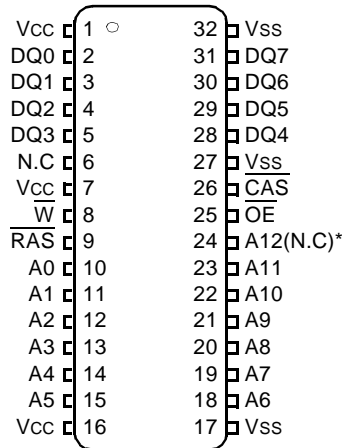 Vcc 1 32 Vss
DQ0 2 31 DQ7
DQ1 3 30 DQ6
DQ2 4 29 DQ5
DQ3 5 28 DQ4
N.C 6 27 Vss
Vcc 7 26 CAS
W 8 25 OE
RAS 9 24 A12(N.C)*
A0 10 23 A11
A1 11 22 A10
A2 12 21 A9
A3 13 20 A8
A4 14 19 A7
A5 15 18 A6
Vcc 16 17 Vss